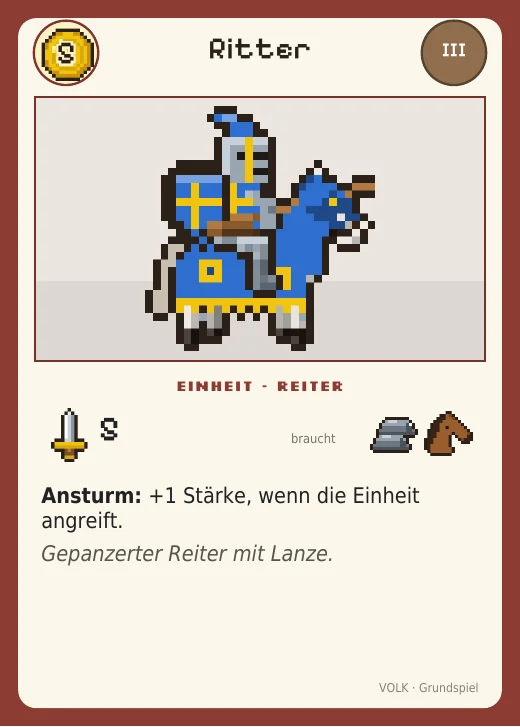 8
Ritter
III
EINHEIT - REITER
8
braucht
Ansturm: +1 Stärke, wenn die Einheit
angreift.
Gepanzerter Reiter mit Lanze.
VOLK · Grundspiel